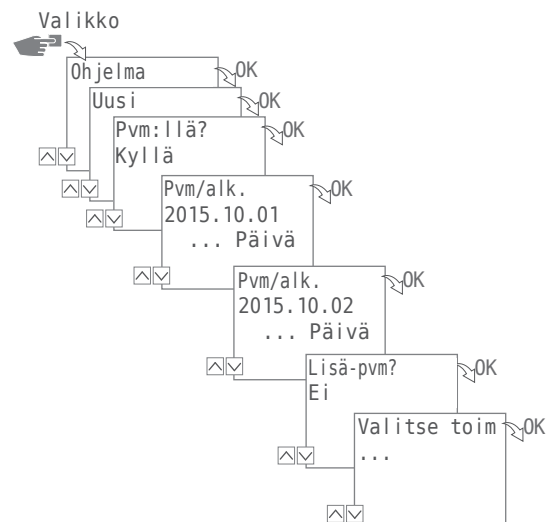 Valikko
Ohjelma OK
Uusi OK
Pvm:llä? OK
Kyllä
Pvm/alk. OK
2015.10.01
... Päivä
Pvm/alk. OK
2015.10.02
... Päivä
Lisä-pvm? OK
Ei
Valitse toim OK
...